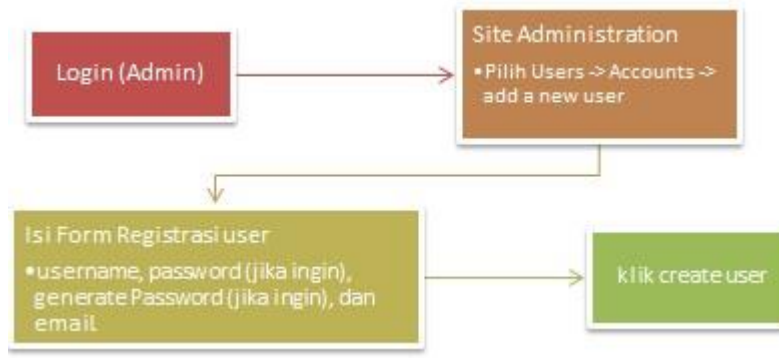 Login (Admin)
Site Administration
•Pilih Users -> Accounts ->
add a new user
Isi Form Registrasi user
•username, password (jika ingin),
generate Password (jika ingin), dan
email.
klik create user